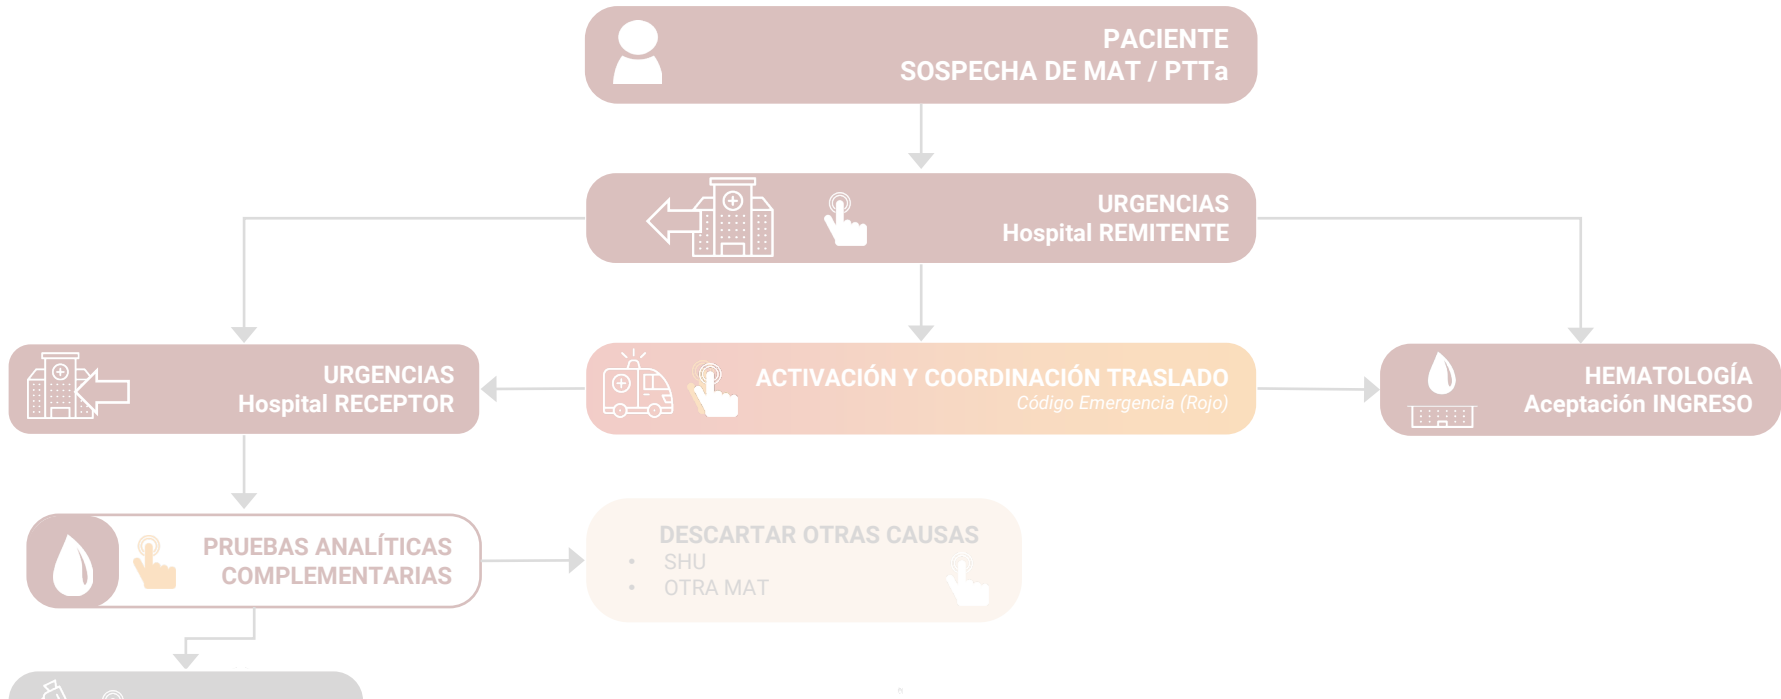 PACIENTE
SOSPECHA DE MAT / PTTa
URGENCIAS
Hospital REMITENTE
URGENCIAS
Hospital RECEPTOR
ACTIVACIÓN Y COORDINACIÓN TRASLADO
Código Emergencia (Rojo)
HEMATOLOGÍA
Aceptación INGRESO
PRUEBAS ANALÍTICAS
COMPLEMENTARIAS
DESCARTAR OTRAS CAUSAS
• SHU
• OTRA MAT